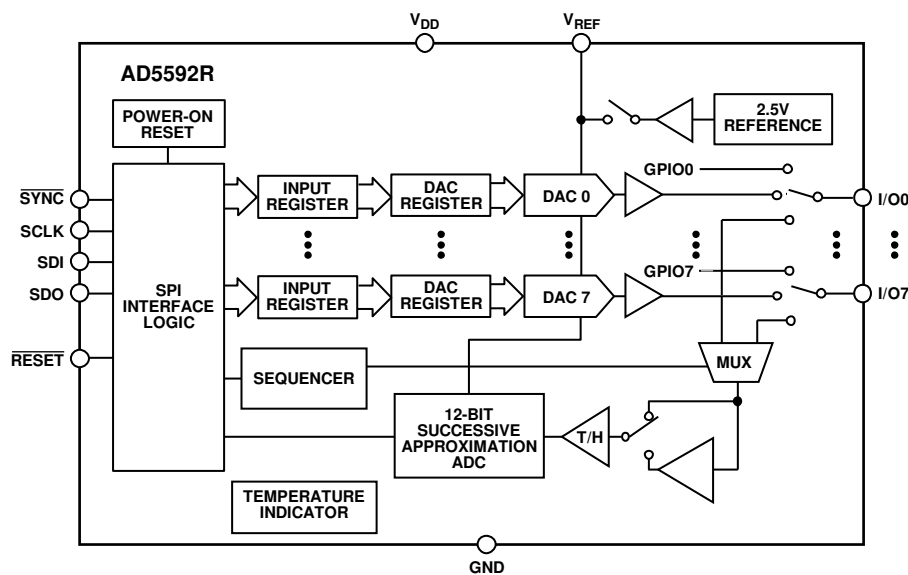 VDD
VREF
AD5592R
POWER-ON
RESET
2.5V
REFERENCE
SYNC
SCLK
SDI
SDO
RESET
SPI
INTERFACE
LOGIC
INPUT
REGISTER
DAC
REGISTER
DAC 0
GPIO0
I/O0
INPUT
REGISTER
DAC
REGISTER
DAC 7
GPIO7
I/O7
SEQUENCER
MUX
12-BIT
SUCCESSIVE
APPROXIMATION
ADC
T/H
TEMPERATURE
INDICATOR
GND